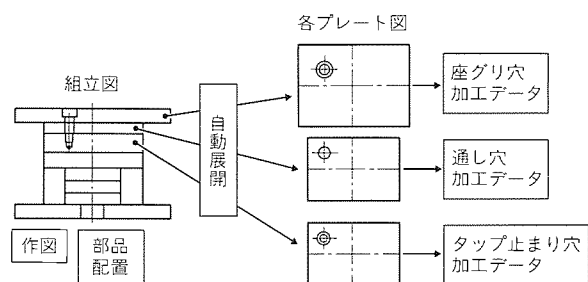 各プレート図
組立図
自動展開
座グリ穴
加工データ
通し穴
加工データ
タップ止まり穴
加工データ
作図
部品
配置